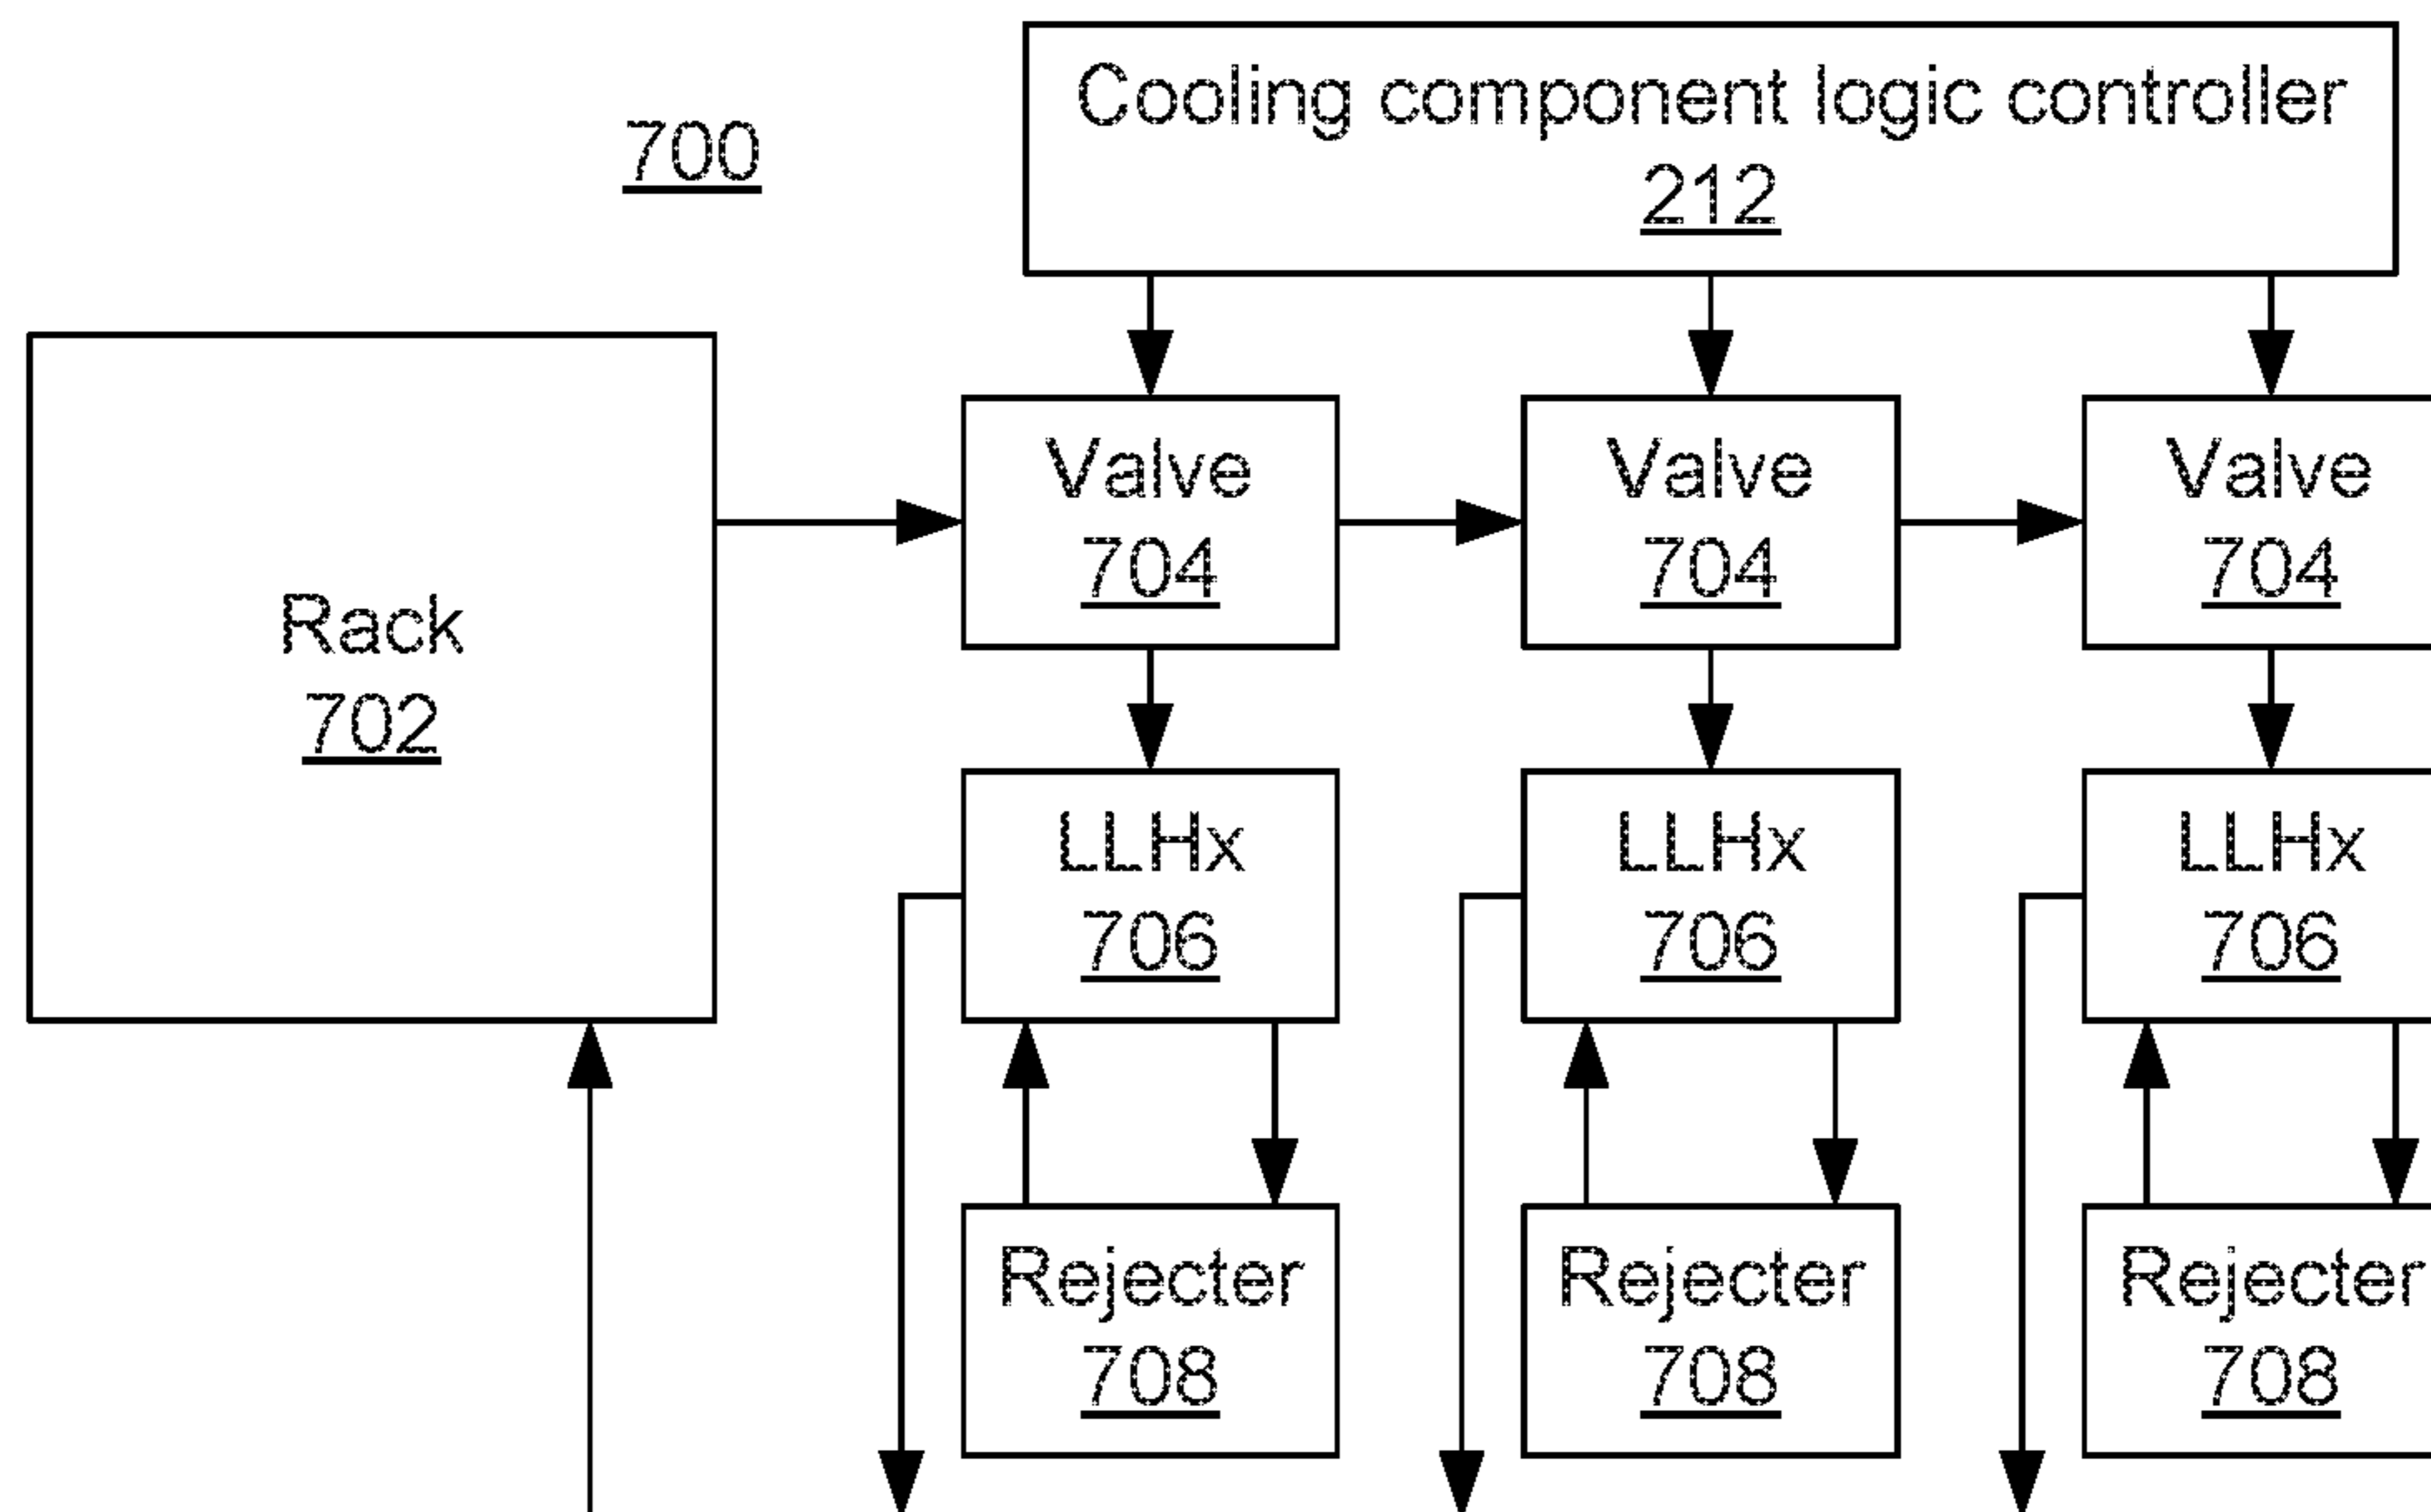 Cooling component logic controller
212
700
Valve
704
Valve
704
Valve
704
Rack
702
LLHx
706
LLHx
706
LLHx
706
Rejecter
708
Rejecter
708
Rejecter
708